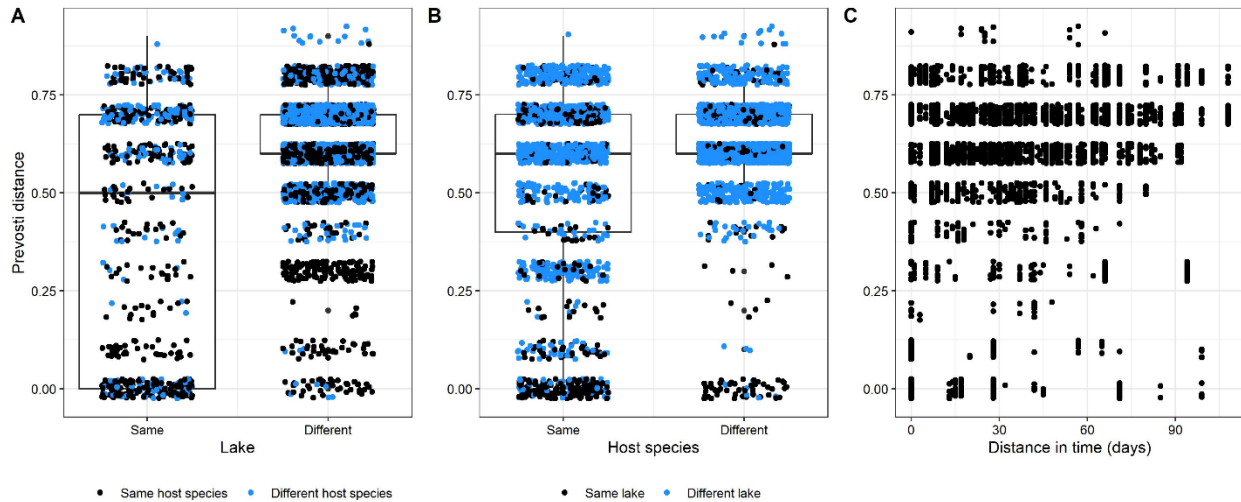 A
B
C
Prevosti distance
0.75
0.50
0.25
0.00
0.75
0.50
0.25
0.00
0.75
0.50
0.25
0.00
Same Different
Same Different
0 30 60 90
Lake
Host species
Distance in time (days)
Same host species Different host species
Same lake Different lake